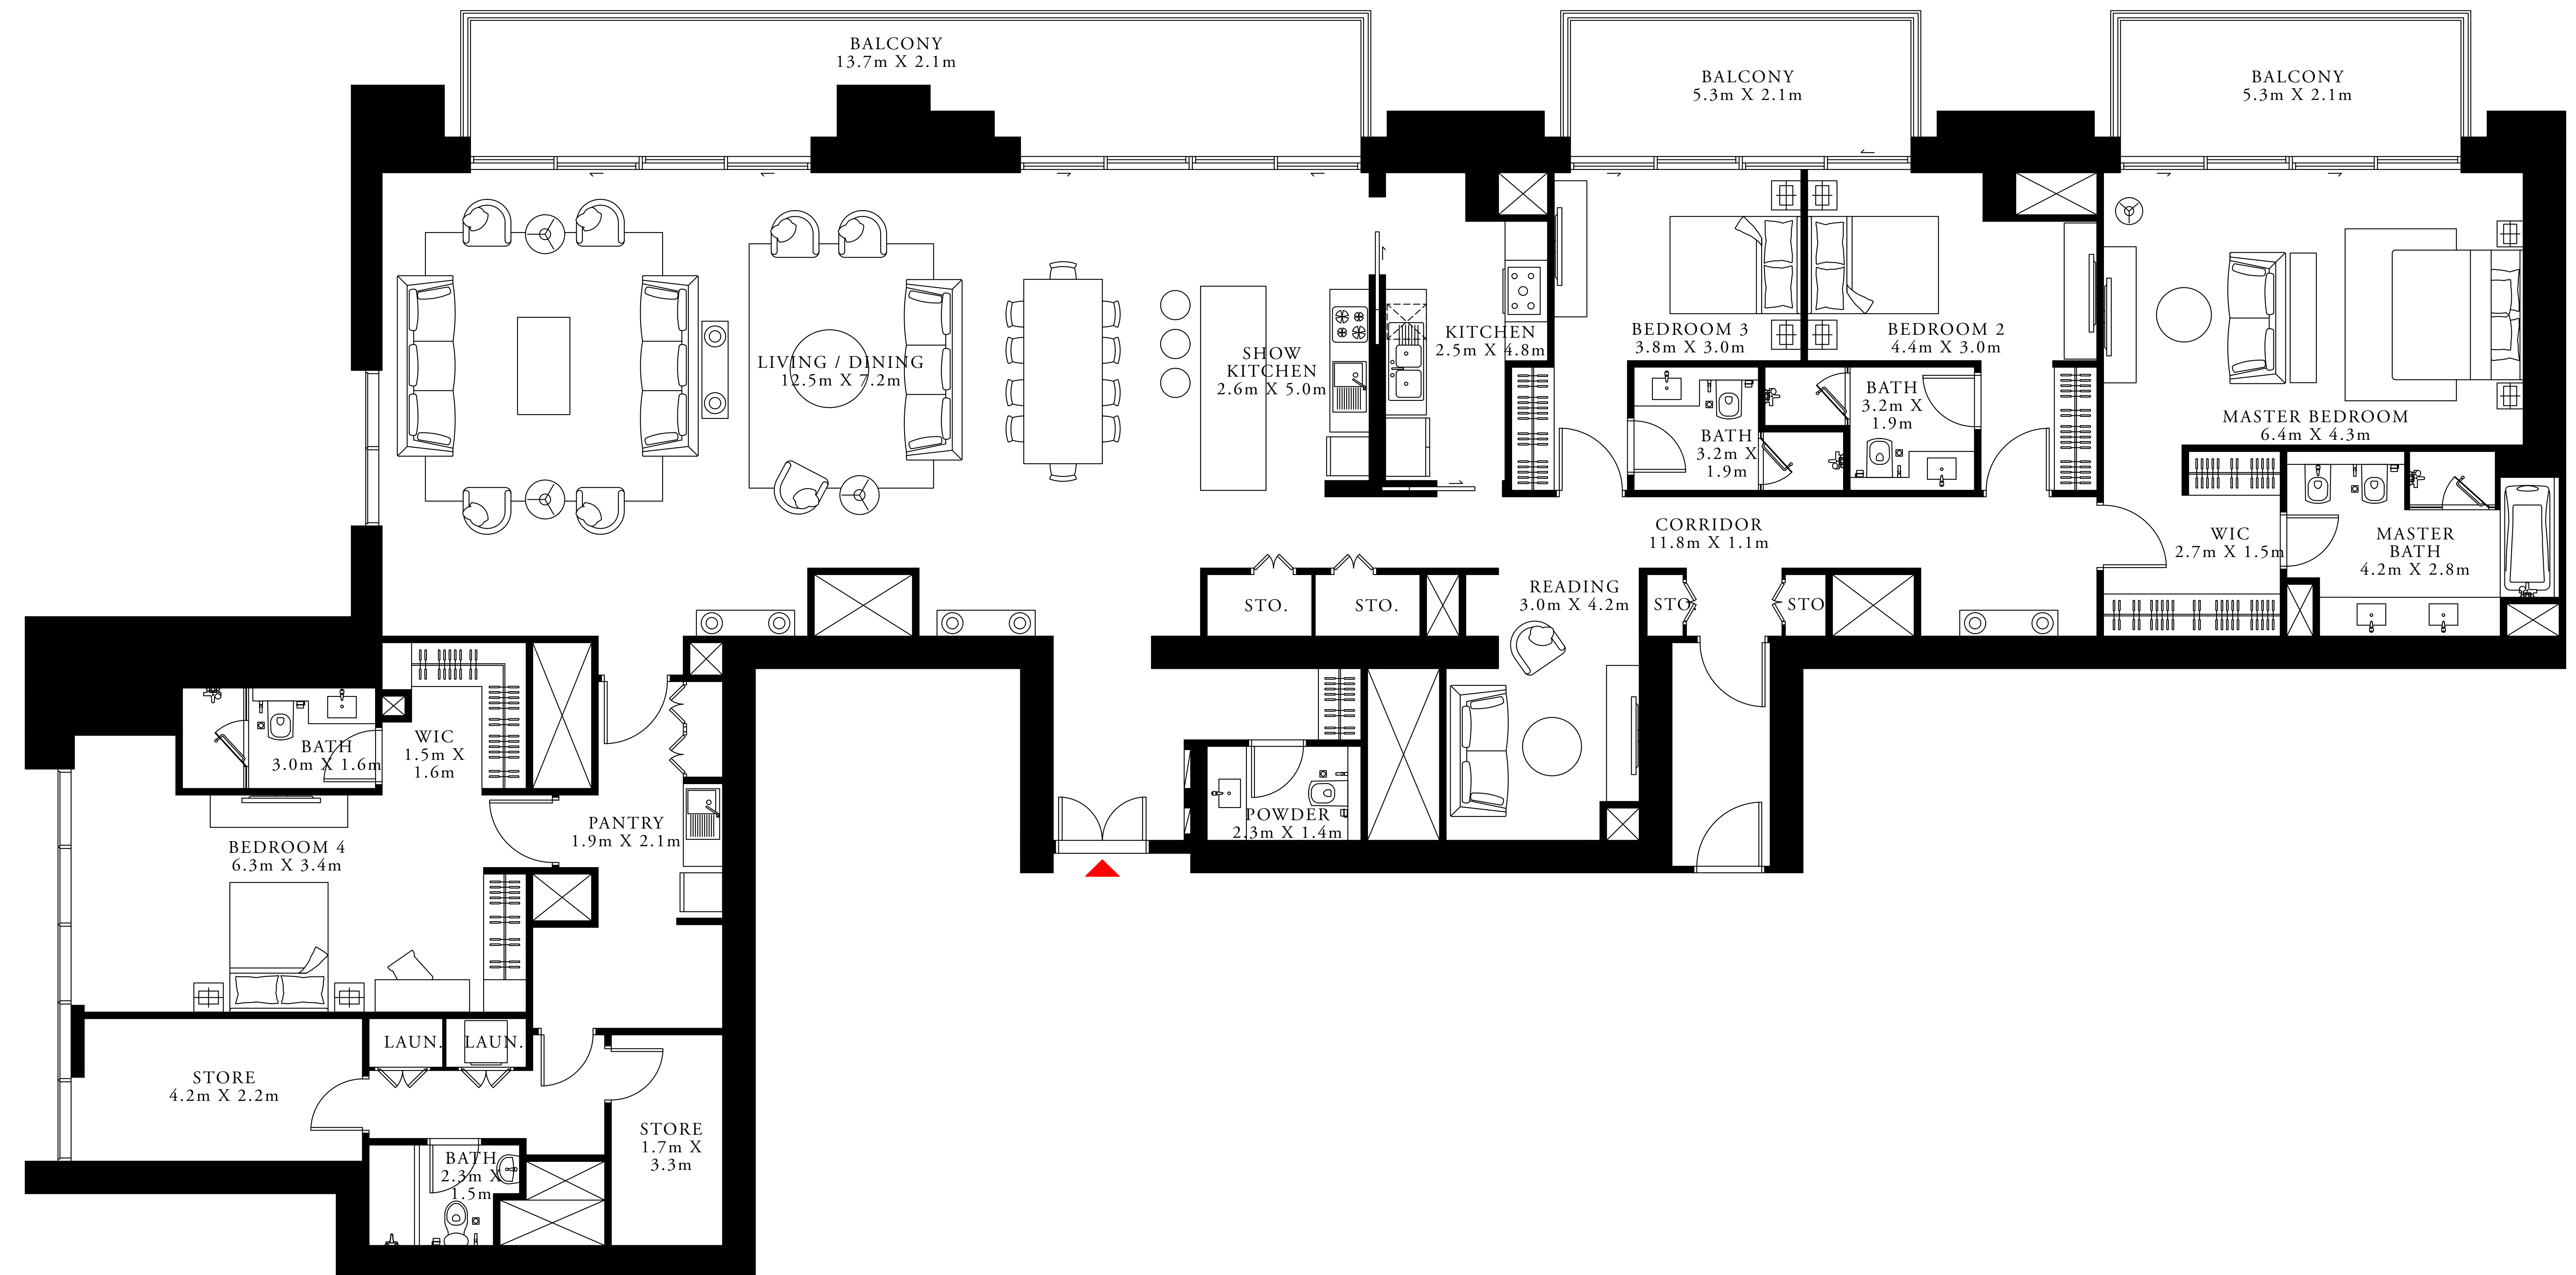 BALCONY
13.7m X 2.1m
BALCONY
5.3m X 2.1m
BALCONY
5.3m X 2.1m
LIVING / DINING
12.5m X 7.2m
SHOW
KITCHEN
2.6m X 5.0m
KITCHEN
2.5m X 4.8m
BEDROOM 3
3.8m X 3.0m
BEDROOM 2
4.4m X 3.0m
BATH
3.2m X
1.9m
BATH
3.2m X
1.9m
MASTER BEDROOM
6.4m X 4.3m
CORRIDOR
11.8m X 1.1m
WIC
2.7m X 1.5m
MASTER
BATH
4.2m X 2.8m
STO.
STO.
READING
3.0m X 4.2m
STO.
STO
BATH
3.0m X 1.6m
WIC
1.5m X
1.6m
PANTRY
1.9m X 2.1m
POWDER
2.3m X 1.4m
BEDROOM 4
6.3m X 3.4m
LAUN.
LAUN.
STORE
4.2m X 2.2m
STORE
1.7m X
3.3m
BATH
2.3m X
1.5m